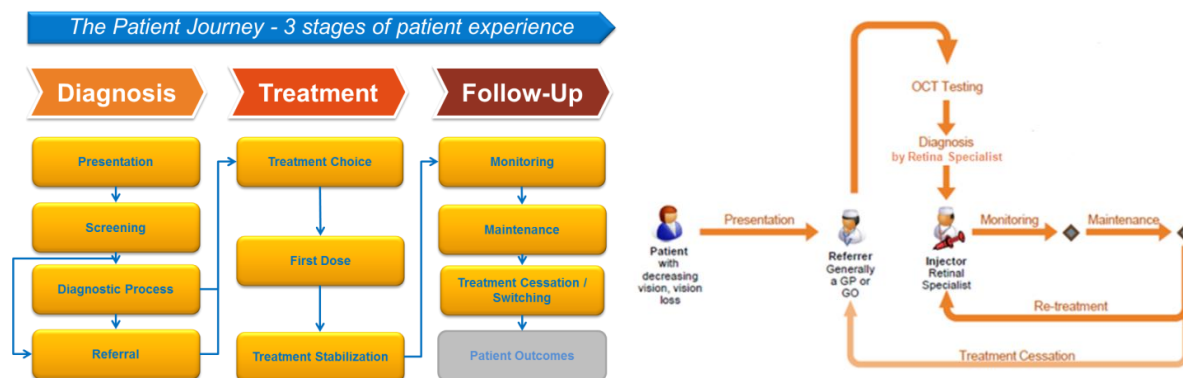 The Patient Journey - 3 stages of patient experience
Diagnosis
Treatment
Follow-Up
Presentation
Screening
Diagnostic Process
Referral
Treatment Choice
First Dose
Treatment Stabilization
Monitoring
Maintenance
Treatment Cessation /
Switching
Patient Outcomes
OCT Testing
Diagnosis
by Retina Specialist
Presentation
Monitoring
Maintenance
Patient
with
decreasing
vision, vision
loss
Referrer
Generally
a GP or
GO
Injector
Retinal
Specialist
Re-treatment
Treatment Cessation